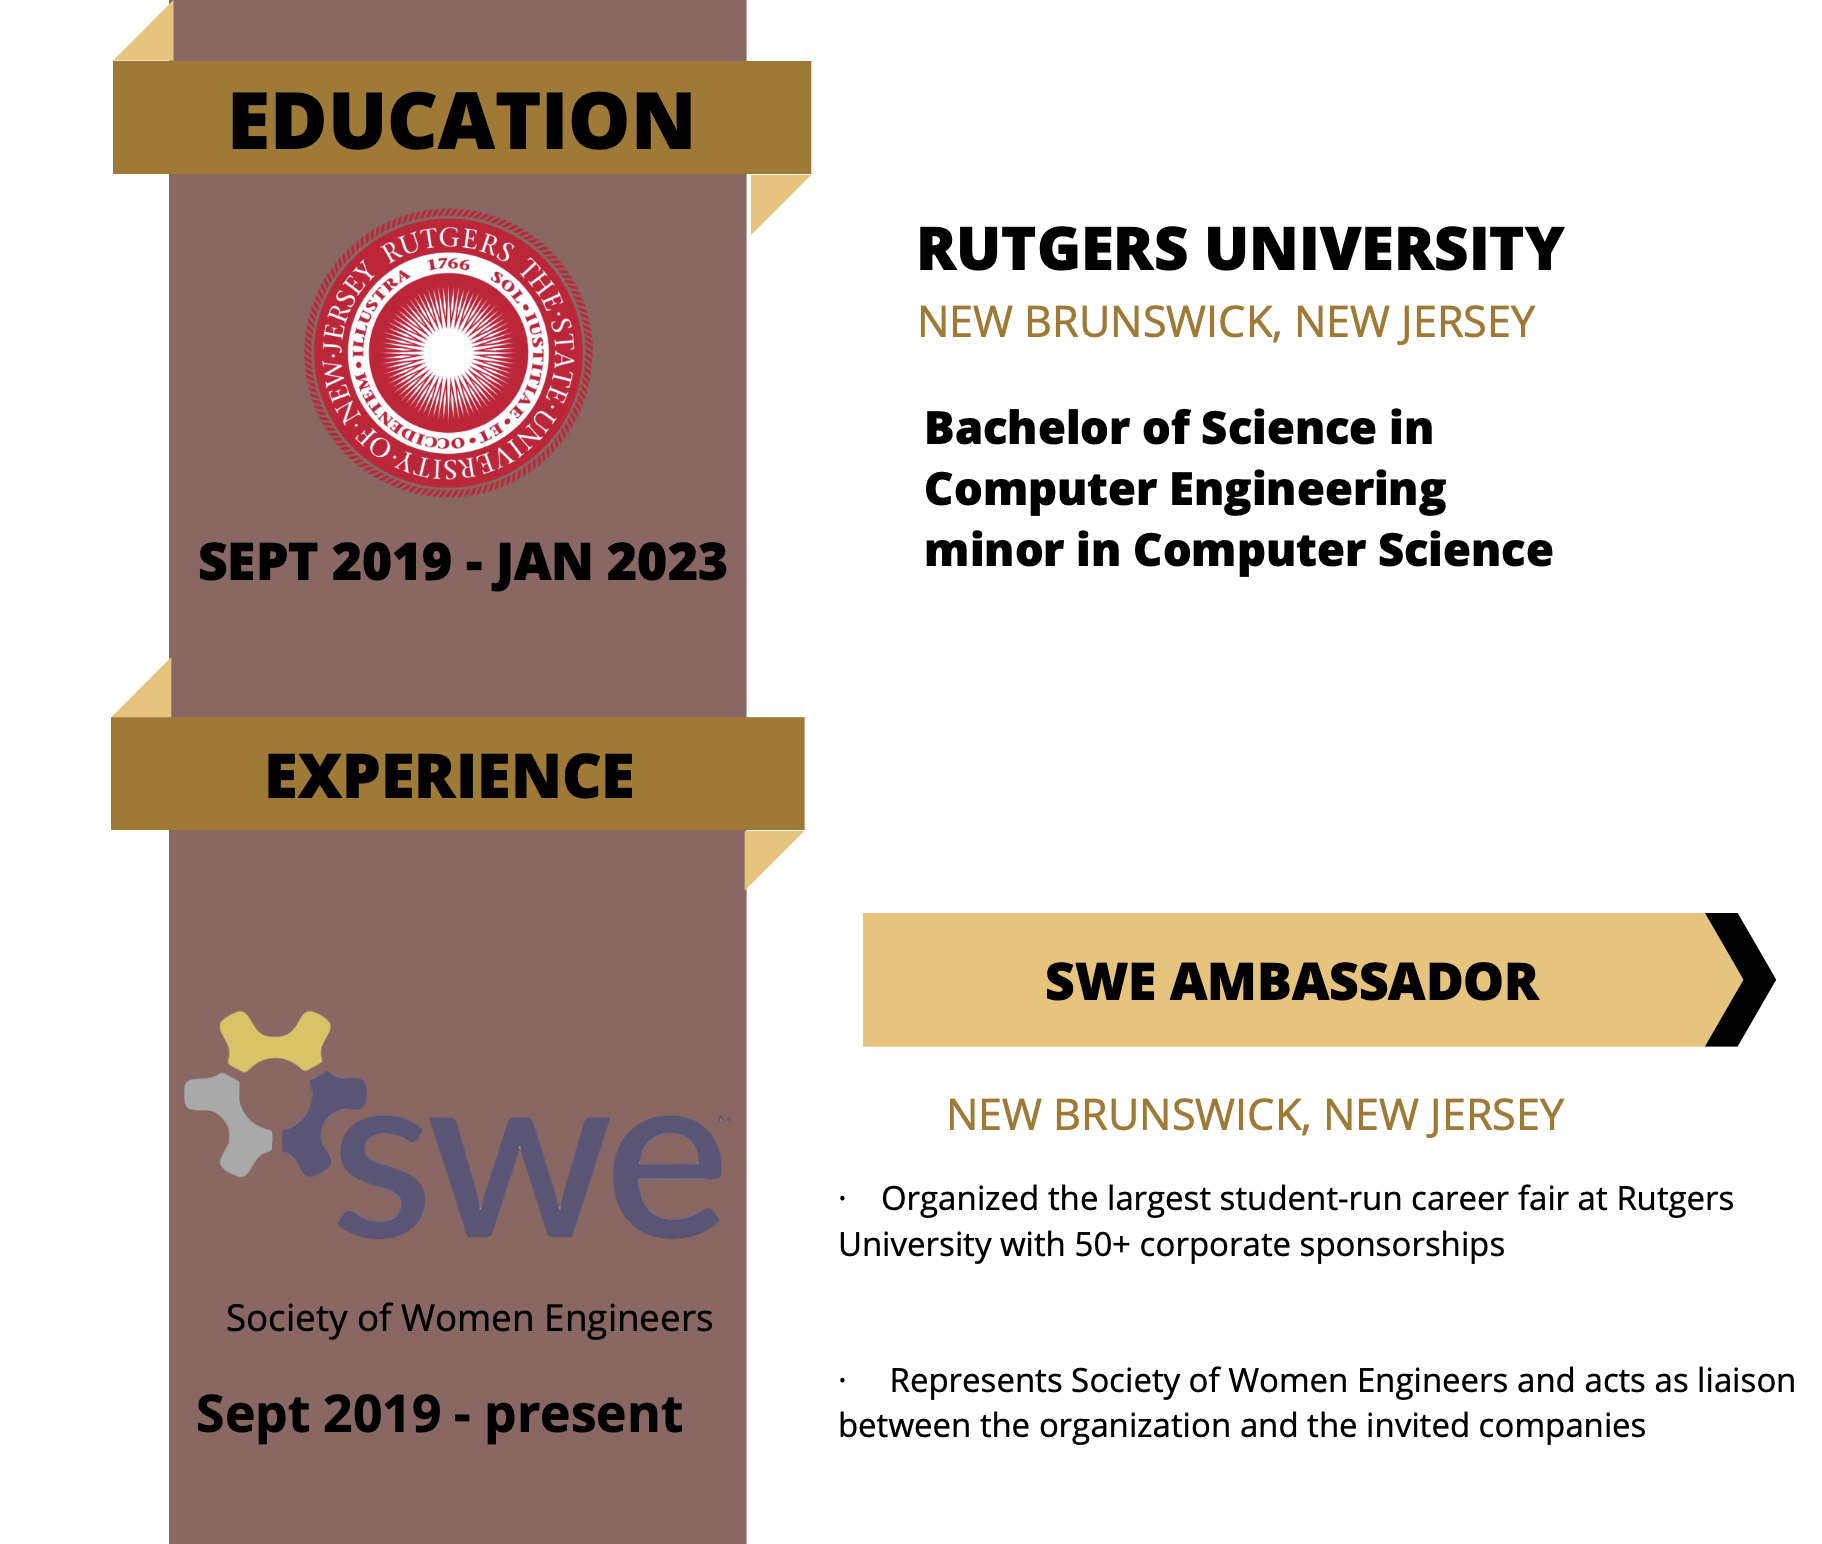 EDUCATION
RUTGERS THE·STATE·UNIVERSITY·OF·NEW·JERSEY
1766
SOL·IUSTITIAE·ET·OCCIDENTEM·ILLUSTRA
SEPT 2019 - JAN 2023
RUTGERS UNIVERSITY
NEW BRUNSWICK, NEW JERSEY
Bachelor of Science in
Computer Engineering
minor in Computer Science
EXPERIENCE
swe
Society of Women Engineers
Sept 2019 - present
SWE AMBASSADOR
NEW BRUNSWICK, NEW JERSEY
· Organized the largest student-run career fair at Rutgers
University with 50+ corporate sponsorships
· Represents Society of Women Engineers and acts as liaison
between the organization and the invited companies